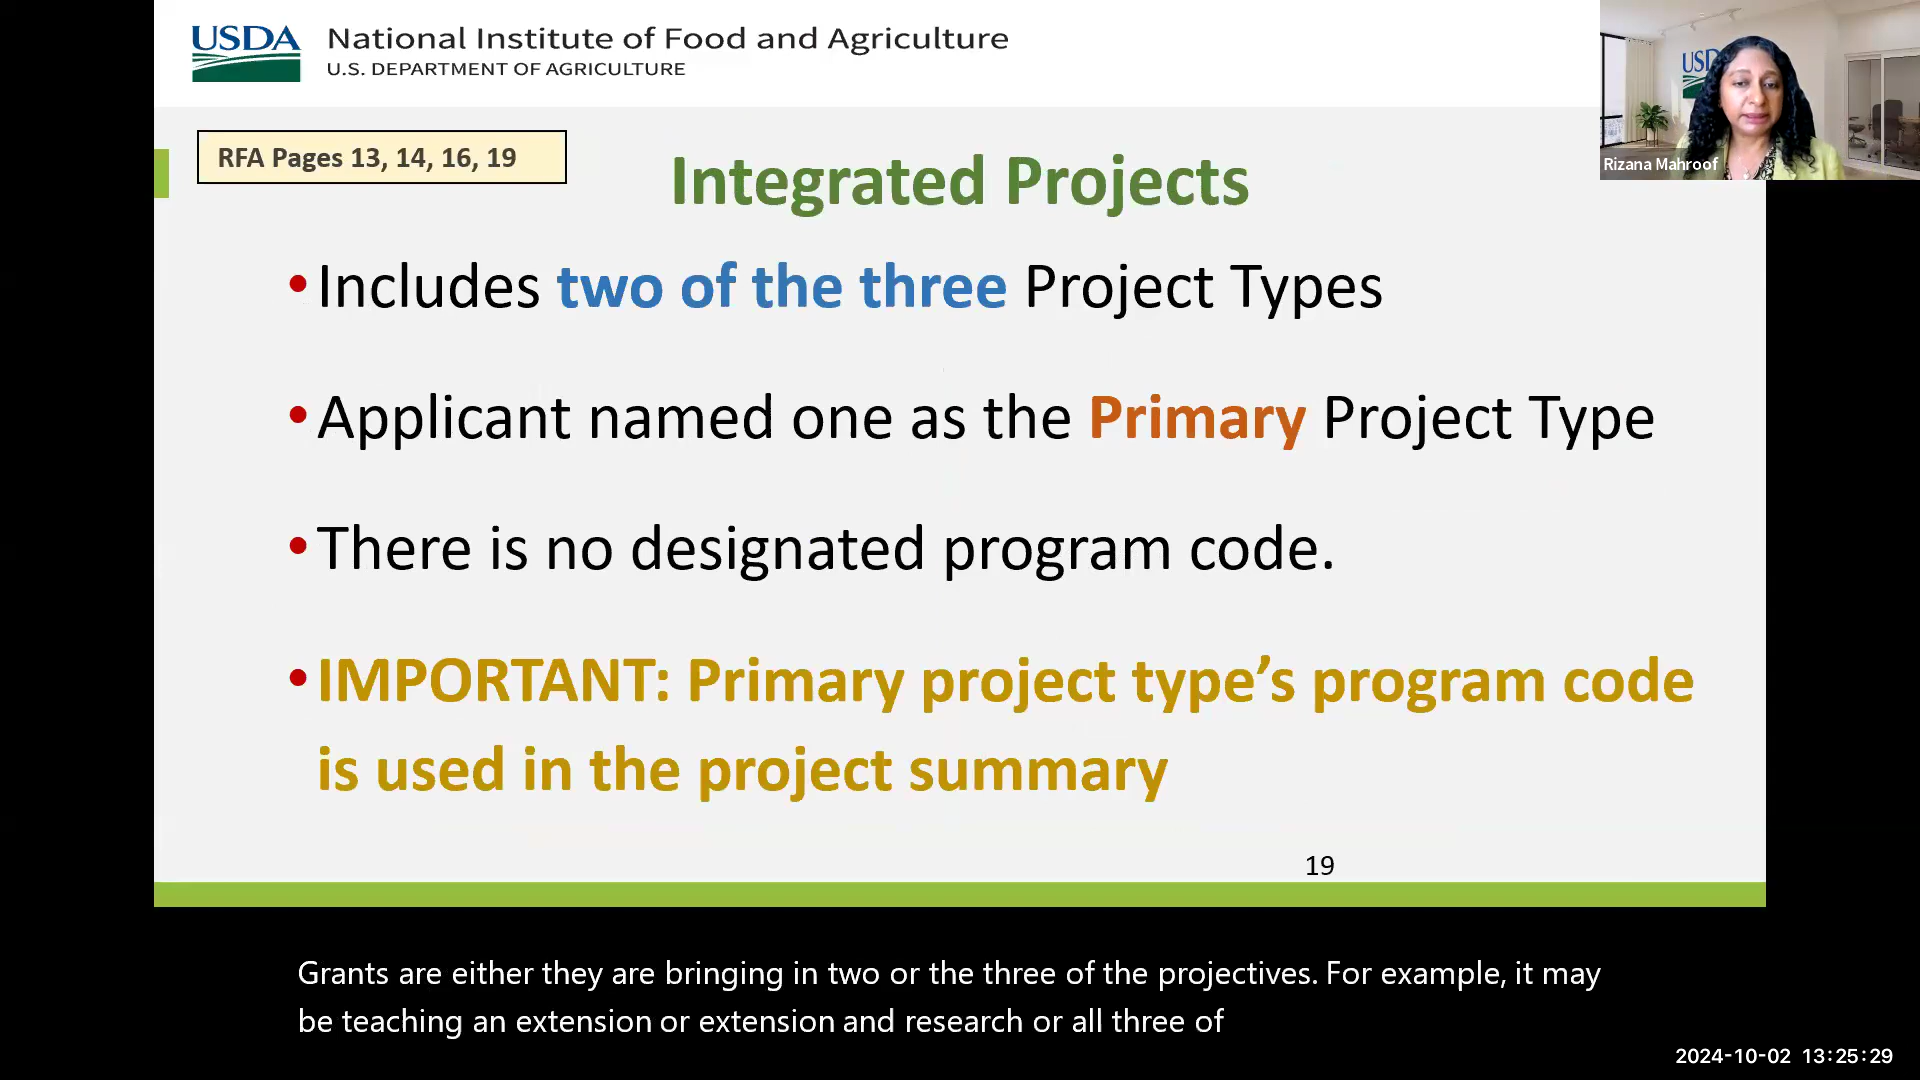 USDA
National Institute of Food and Agriculture
U.S. DEPARTMENT OF AGRICULTURE
USD
Rizana Mahroof
RFA Pages 13, 14, 16, 19
Integrated Projects
•Includes two of the three Project Types
•Applicant named one as the Primary Project Type
•There is no designated program code.
•IMPORTANT: Primary project type’s program code
is used in the project summary
19
Grants are either they are bringing in two or the three of the projectives. For example, it may
be teaching an extension or extension and research or all three of
2024-10-02 13:25:29